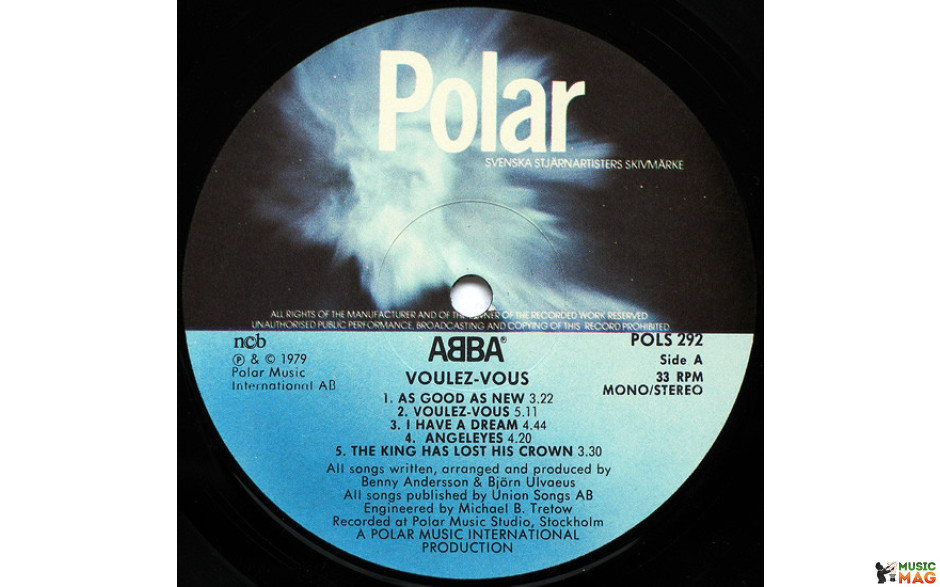 Polar
SVENSKA STJÄRNARTISTERS SKIVMÄRKE
ALL RIGHTS OF THE MANUFACTURER AND OF THE OWNER OF THE RECORDED WORK RESERVED
UNAUTHORISED PUBLIC PERFORMANCE, BROADCASTING AND COPYING OF THIS RECORD PROHIBITED
ncb
℗ & © 1979
Polar Music
International AB
ABBA®
VOULEZ-VOUS
POLS 292
Side A
33 RPM
MONO/STEREO
1. AS GOOD AS NEW 3.22
2. VOULEZ-VOUS 5.11
3. I HAVE A DREAM 4.44
4. ANGELEYES 4.20
5. THE KING HAS LOST HIS CROWN 3.30
All songs written, arranged and produced by
Benny Andersson & Björn Ulvaeus
All songs published by Union Songs AB
Engineered by Michael B. Tretow
Recorded at Polar Music Studio, Stockholm
A POLAR MUSIC INTERNATIONAL
PRODUCTION
MUSIC
MAG